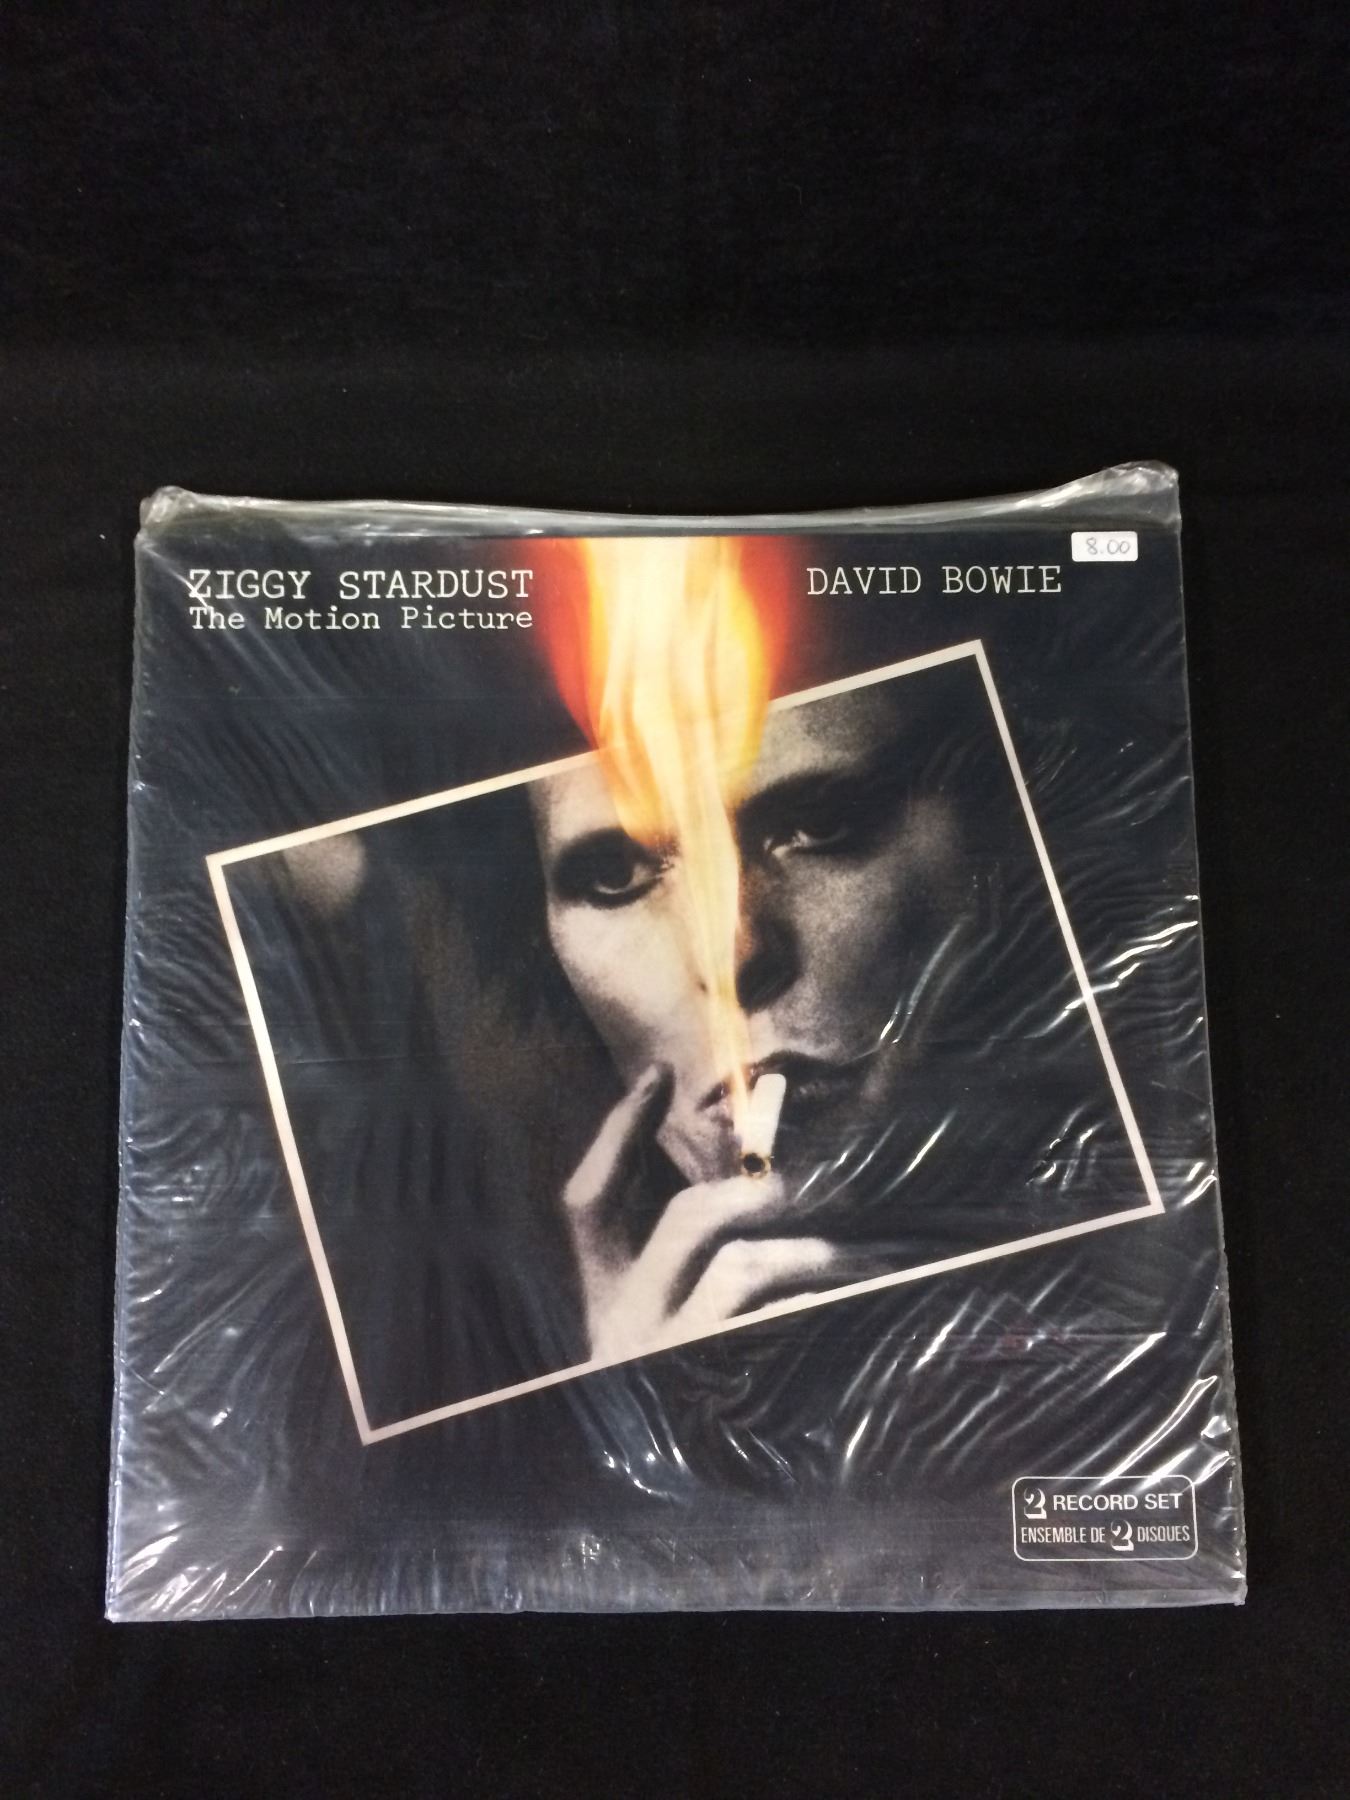 8.00
ZIGGY STARDUST
The Motion Picture
DAVID BOWIE
2 RECORD SET
ENSEMBLE DE 2 DISQUES